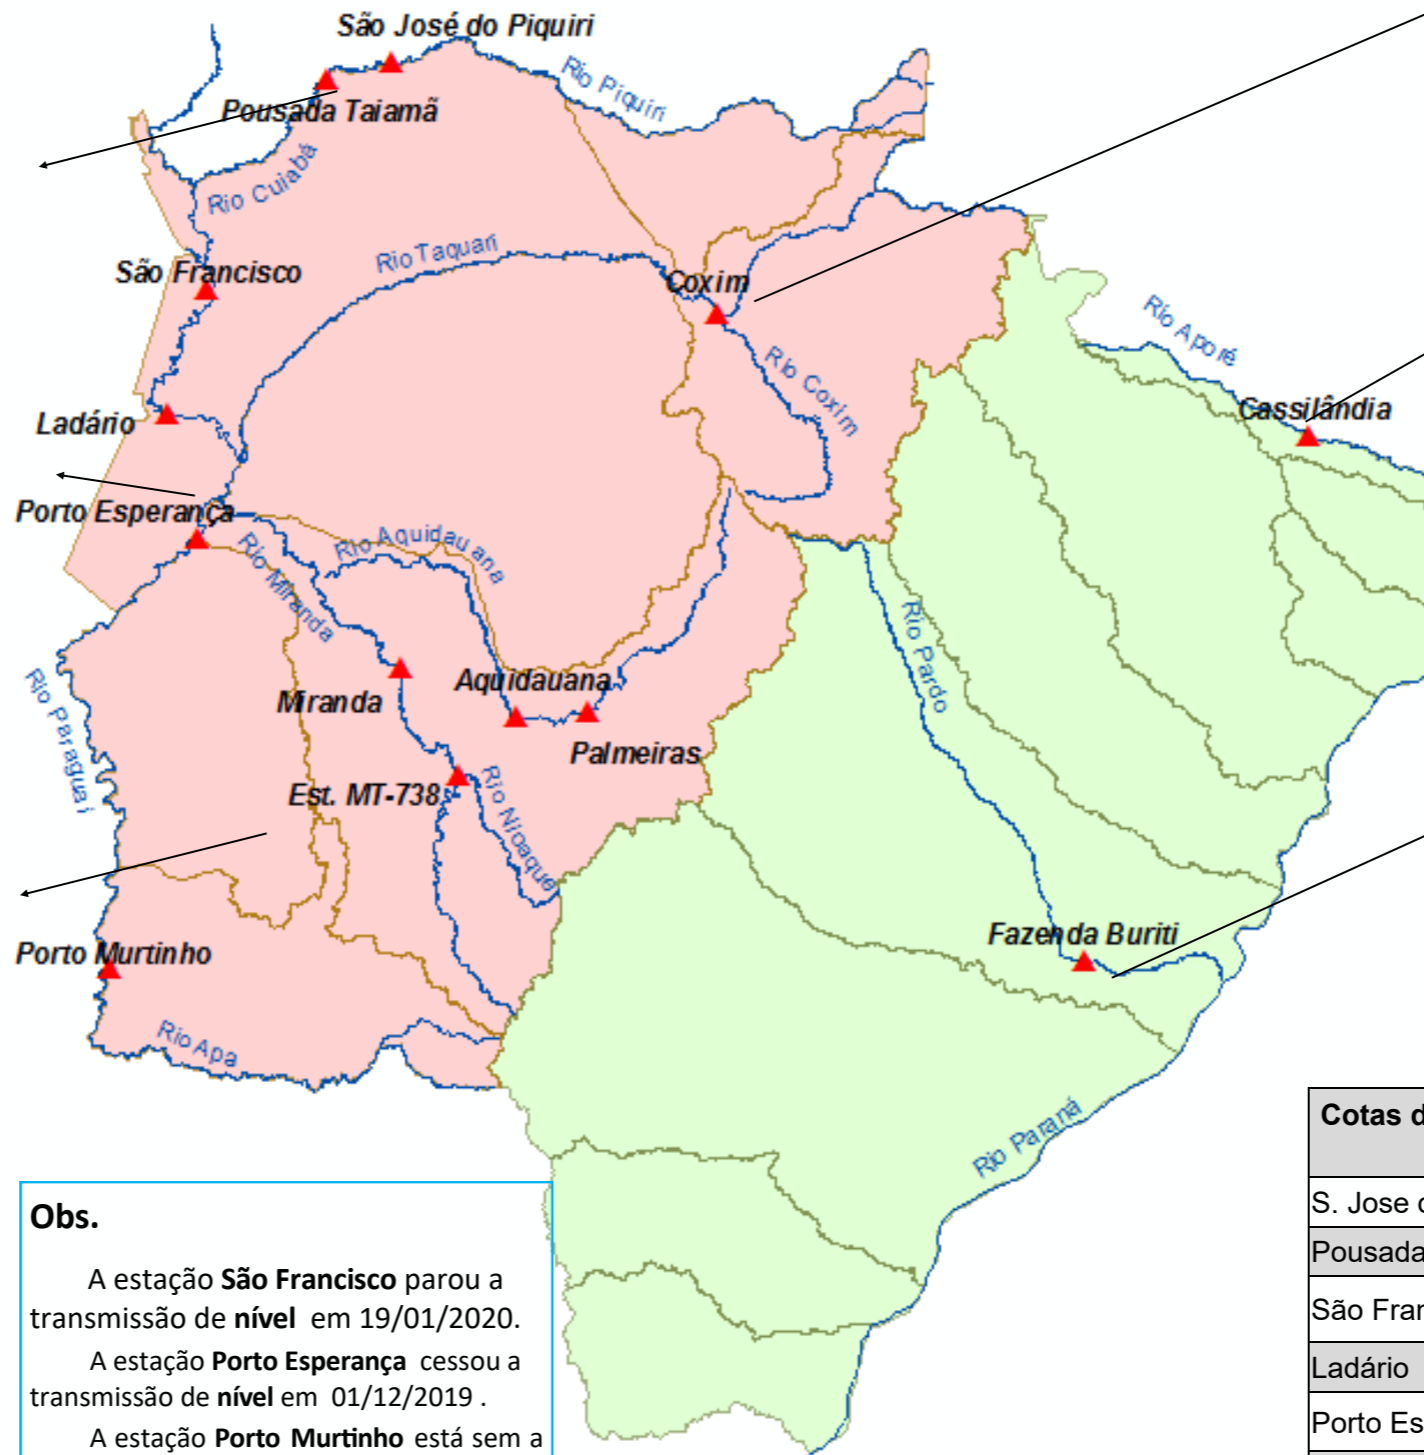 São José do Piquiri
Rio Piquiri
Pousada Taiamã
Rio Cuiabá
Rio Taquari
São Francisco
Coxim
Rio Aporé
Rio Coxim
Cassilândia
Ladário
Porto Esperança
Rio Aquidauana
Rio Miranda
Rio Pardo
Rio Paraguai
Miranda
Aquidauana
Palmeiras
Est. MT-738
Rio Nioaque
Fazenda Buriti
Porto Murtinho
Rio Apa
Rio Paraná
Obs.
A estação São Francisco parou a
transmissão de nível em 19/01/2020.
A estação Porto Esperança cessou a
transmissão de nível em 01/12/2019 .
A estação Porto Murtinho está sem a
Cotas d
S. Jose
Pousada
São Fran
Ladário
Porto Es